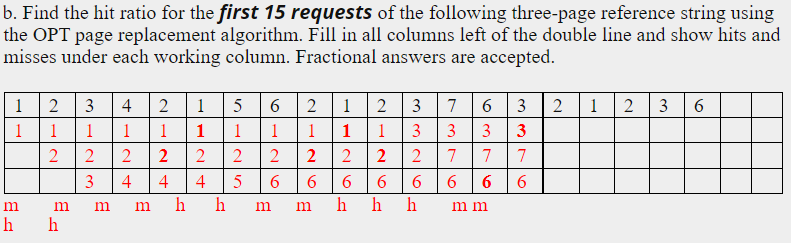 b. Find the hit ratio for the first 15 requests of the following three-page reference string using
the OPT page replacement algorithm. Fill in all columns left of the double line and show hits and
misses under each working column. Fractional answers are accepted.
1 2 3 4 2 1 5 6 2 1 2 3 7 6 3 2 1 2 3 6
1 1 1 1 1 1 1 1 1 1 1 3 3 3 3
2 2 2 2 2 2 2 2 2 2 2 7 7 7
3 4 4 4 5 6 6 6 6 6 6 6 6
m m m m h h m m h h h m m
h h